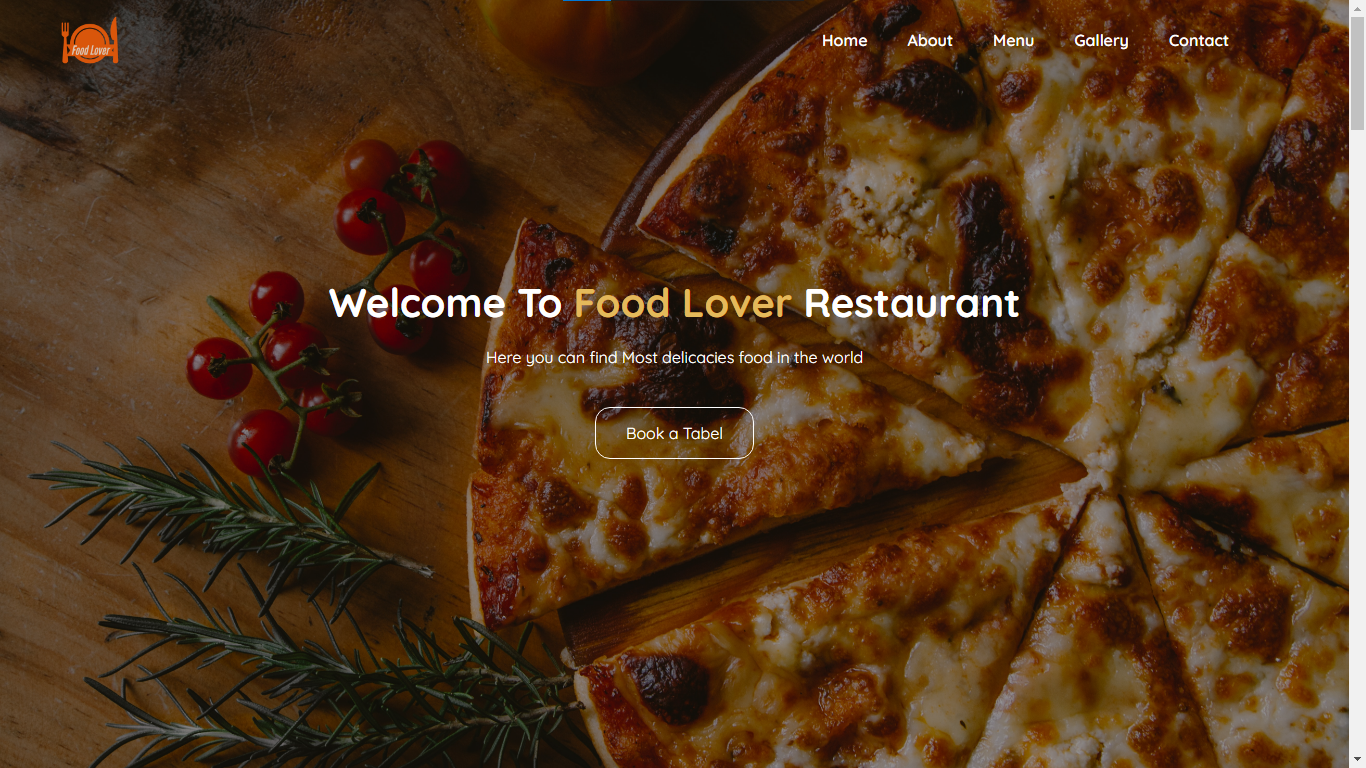 Food Lover
Home About Menu Gallery Contact
Welcome To Food Lover Restaurant
Here you can find Most delicacies food in the world
Book a Tabel